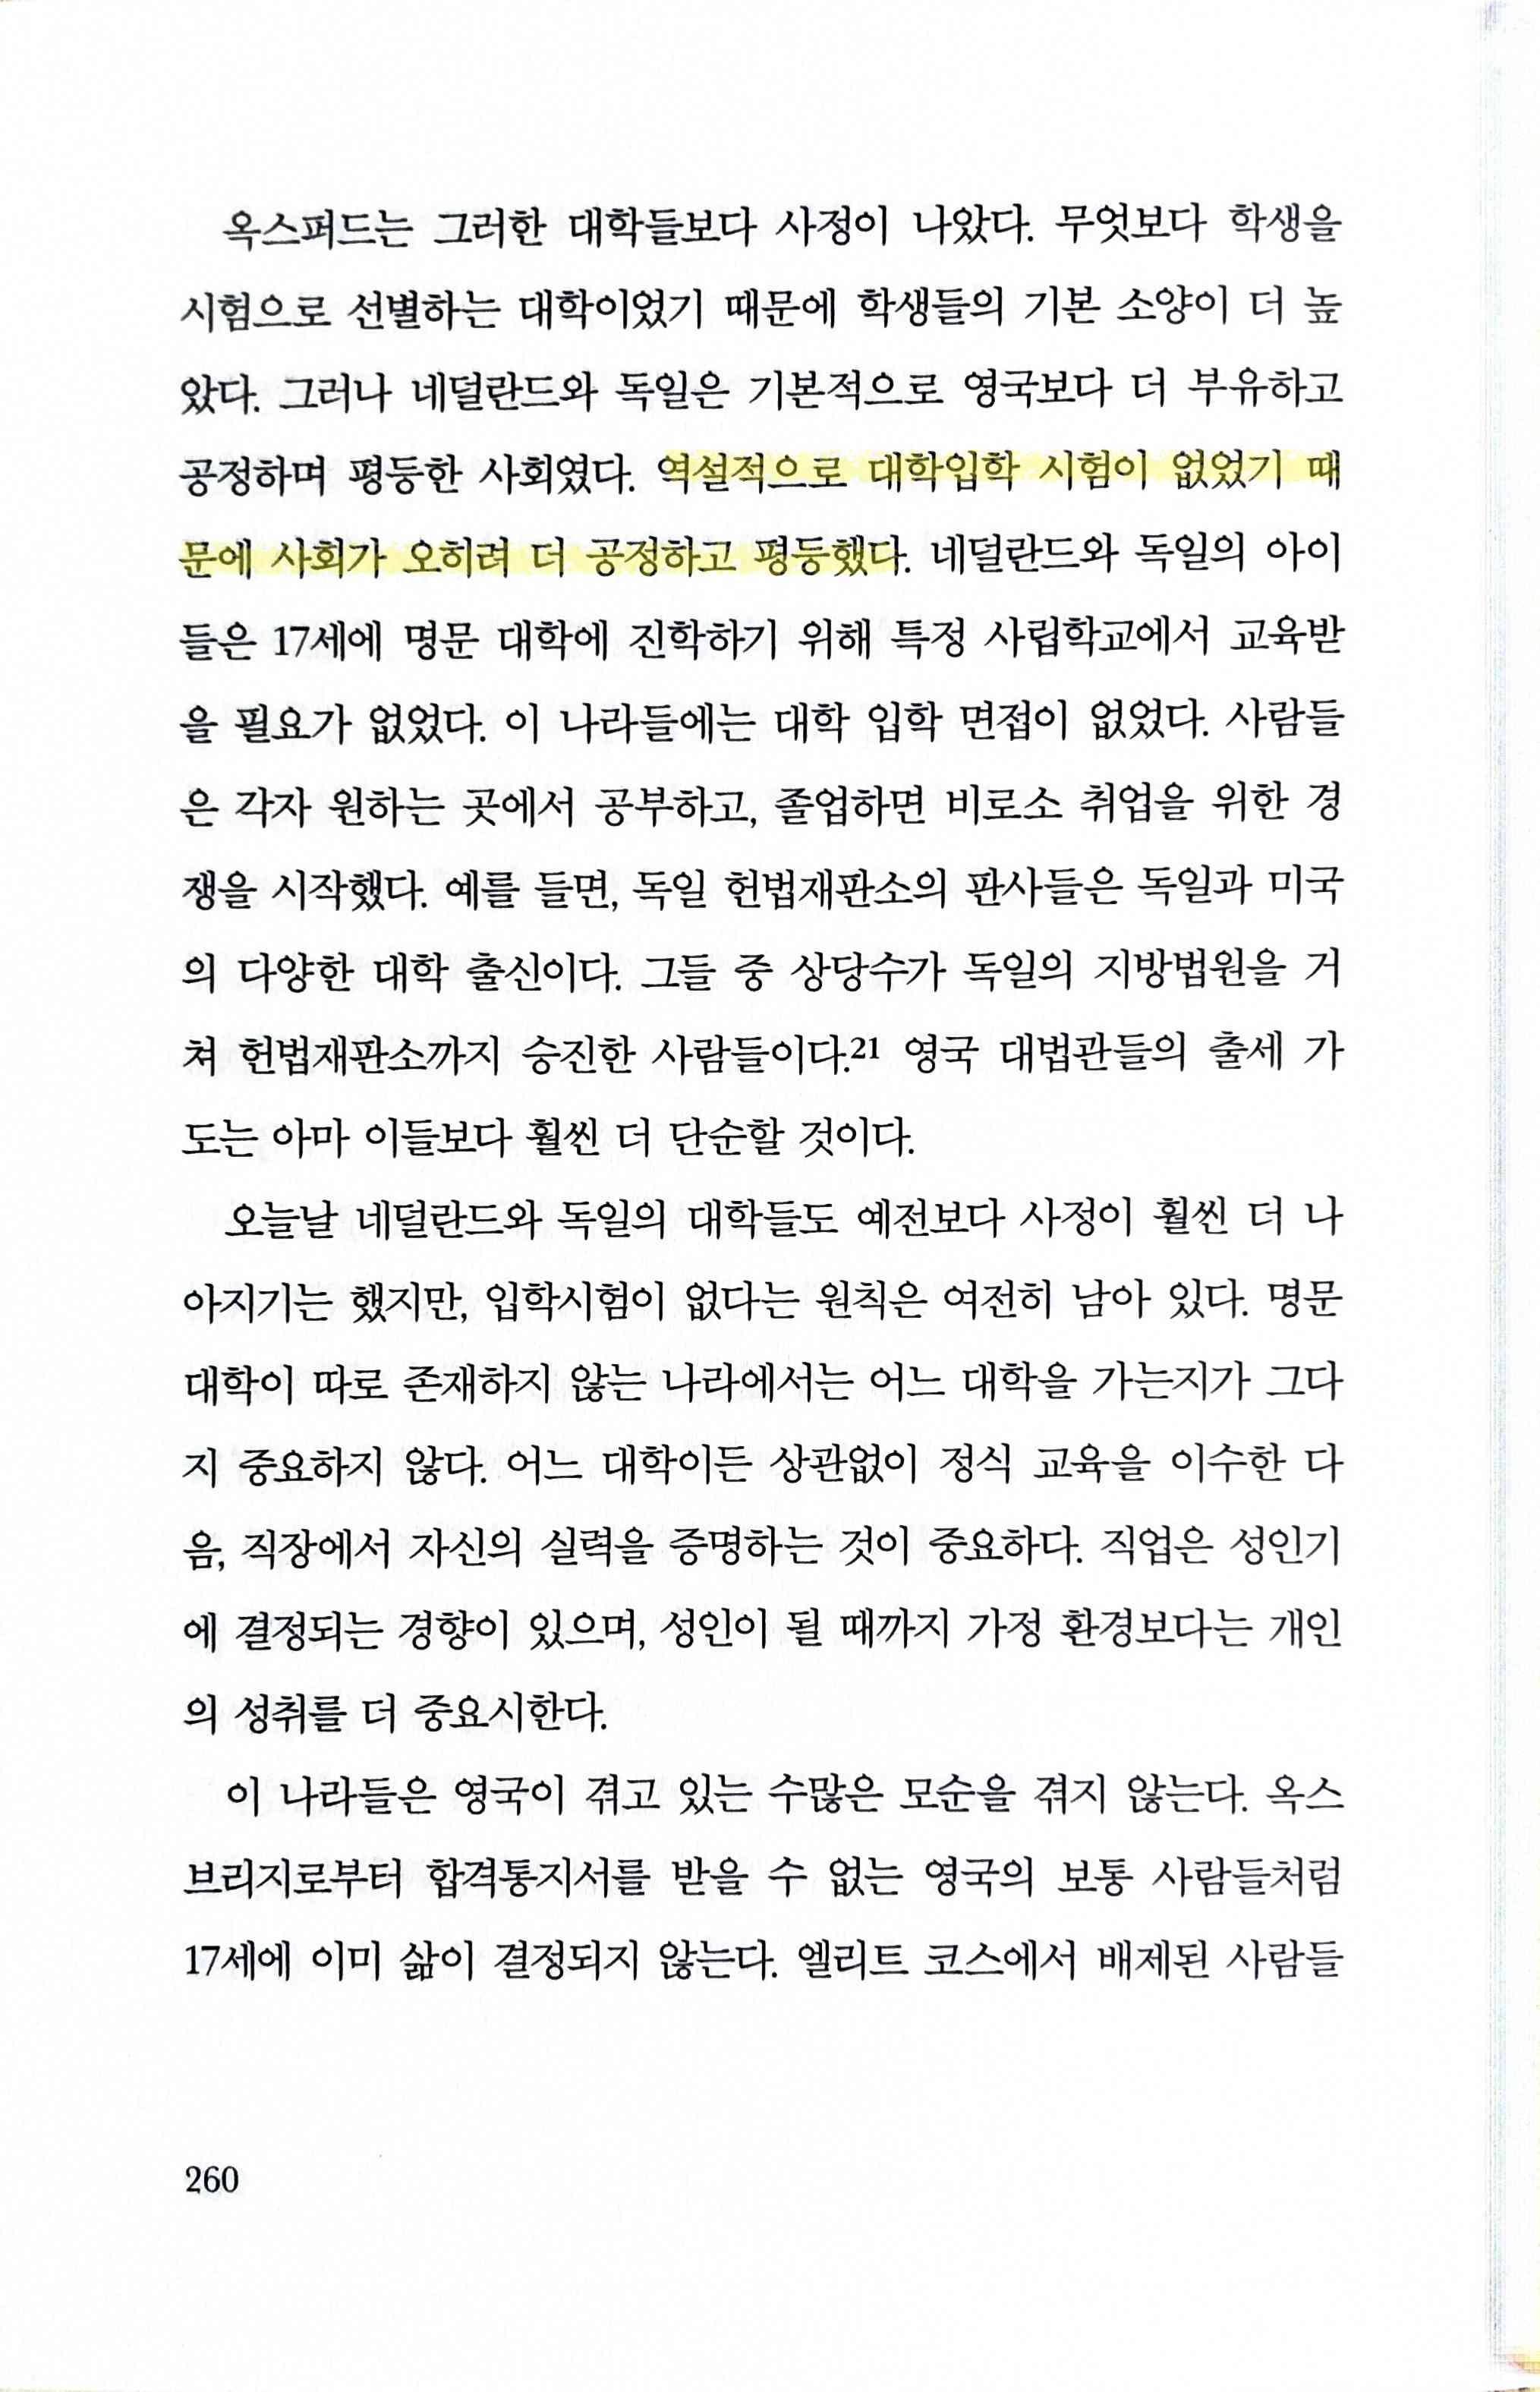 옥스퍼드는 그러한 대학들보다 사정이 나았다. 무엇보다 학생을
시험으로 선별하는 대학이었기 때문에 학생들의 기본 소양이 더 높
았다. 그러나 네덜란드와 독일은 기본적으로 영국보다 더 부유하고
공정하며 평등한 사회였다. 역설적으로 대학입학 시험이 없었기 때
문에 사회가 오히려 더 공정하고 평등했다. 네덜란드와 독일의 아이
들은 17세에 명문 대학에 진학하기 위해 특정 사립학교에서 교육받
을 필요가 없었다. 이 나라들에는 대학 입학 면접이 없었다. 사람들
은 각자 원하는 곳에서 공부하고, 졸업하면 비로소 취업을 위한 경
쟁을 시작했다. 예를 들면, 독일 헌법재판소의 판사들은 독일과 미국
의 다양한 대학 출신이다. 그들 중 상당수가 독일의 지방법원을 거
쳐 헌법재판소까지 승진한 사람들이다.21 영국 대법관들의 출세 가
도는 아마 이들보다 훨씬 더 단순할 것이다.
오늘날 네덜란드와 독일의 대학들도 예전보다 사정이 훨씬 더 나
아지기는 했지만, 입학시험이 없다는 원칙은 여전히 남아 있다. 명문
대학이 따로 존재하지 않는 나라에서는 어느 대학을 가는지가 그다
지 중요하지 않다. 어느 대학이든 상관없이 정식 교육을 이수한 다
음, 직장에서 자신의 실력을 증명하는 것이 중요하다. 직업은 성인기
에 결정되는 경향이 있으며, 성인이 될 때까지 가정 환경보다는 개인
의 성취를 더 중요시한다.
이 나라들은 영국이 겪고 있는 수많은 모순을 겪지 않는다. 옥스
브리지로부터 합격통지서를 받을 수 없는 영국의 보통 사람들처럼
17세에 이미 삶이 결정되지 않는다. 엘리트 코스에서 배제된 사람들
260